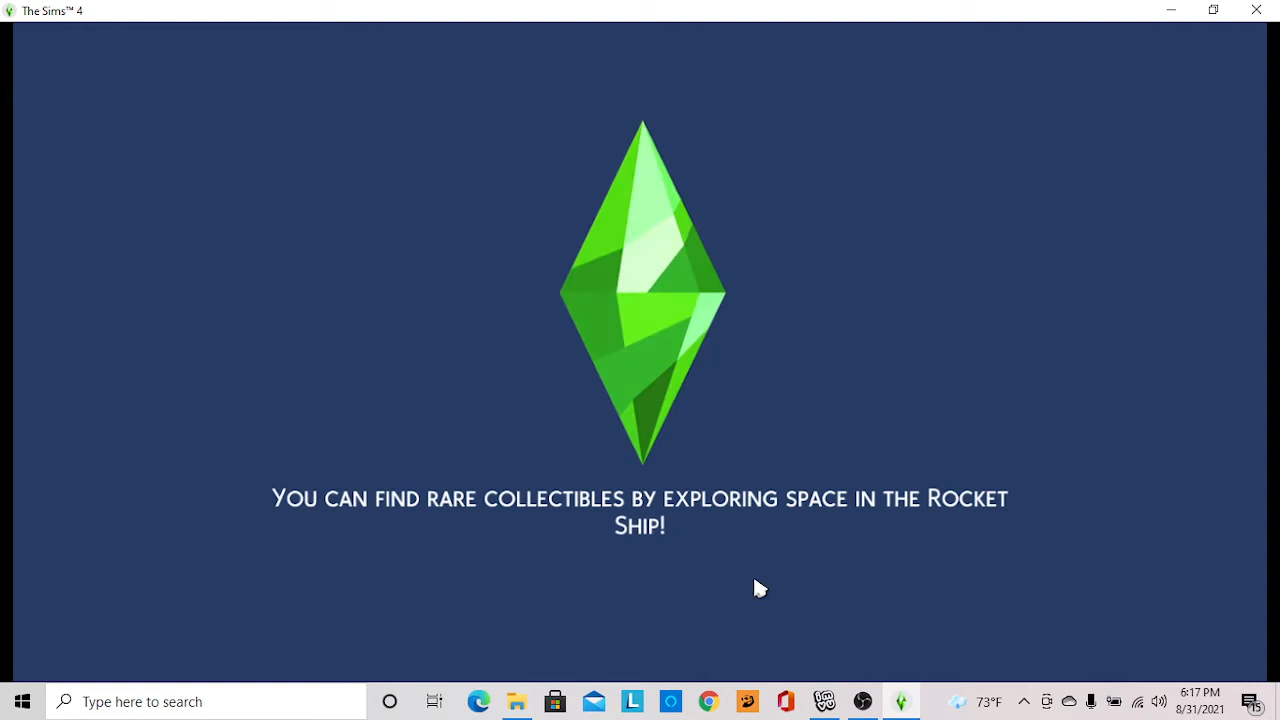 The Sims™ 4
You can find rare collectibles by exploring space in the Rocket
Ship!
Type here to search
73°F
6:17 PM
8/31/2021
15